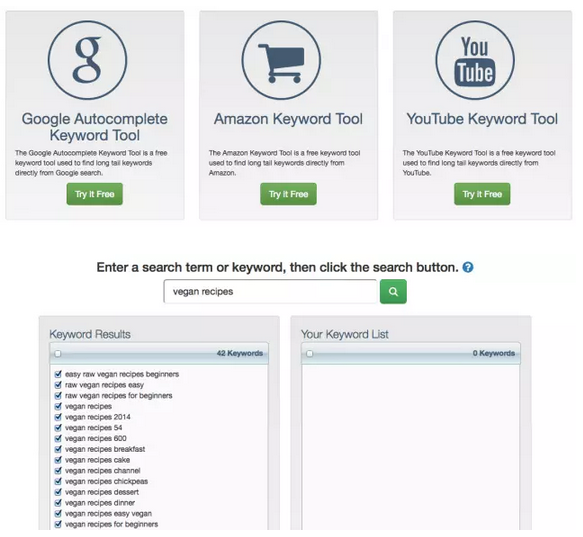 g
You
Tube
Google Autocomplete
Keyword Tool
The Google Autocomplete Keyword Tool is a free
keyword tool used to find long tail keywords
directly from Google search.
Try it Free
Amazon Keyword Tool
The Amazon Keyword Tool is a free keyword tool
used to find long tail keywords directly from
Amazon.
Try it Free
YouTube Keyword Tool
The YouTube Keyword Tool is a free keyword tool
used to find long tail keywords directly from
YouTube.
Try it Free
Enter a search term or keyword, then click the search button. ?
vegan recipes
Keyword Results
42 Keywords
easy raw vegan recipes beginners
raw vegan recipes easy
raw vegan recipes for beginners
vegan recipes
vegan recipes 2014
vegan recipes 54
vegan recipes 600
vegan recipes breakfast
vegan recipes cake
vegan recipes channel
vegan recipes chickpeas
vegan recipes dessert
vegan recipes dinner
vegan recipes easy vegan
vegan recipes for beginners
Your Keyword List
0 Keywords